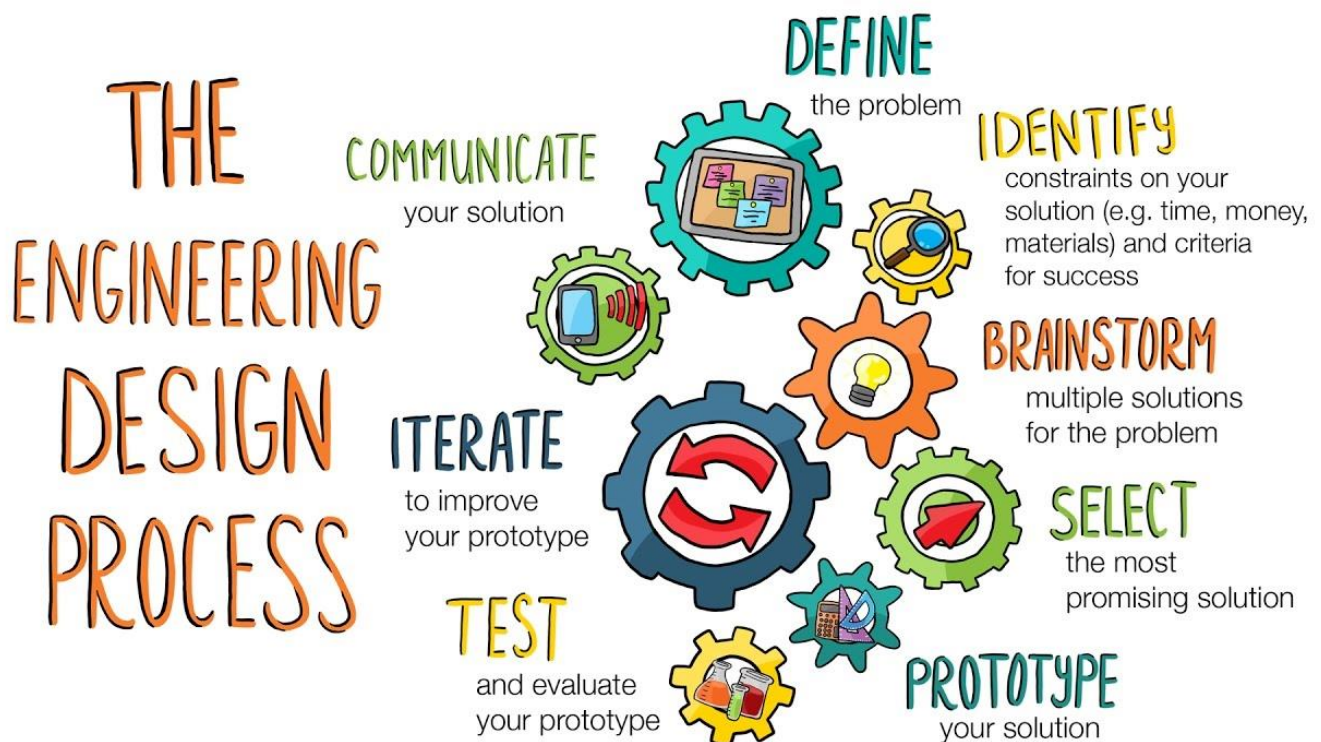 THE
ENGINEERING
DESIGN
PROCESS
DEFINE
the problem
IDENTIFY
constraints on your
solution (e.g. time, money,
materials) and criteria
for success
BRAINSTORM
multiple solutions
for the problem
SELECT
the most
promising solution
PROTOTYPE
your solution
TEST
and evaluate
your prototype
ITERATE
to improve
your prototype
COMMUNICATE
your solution